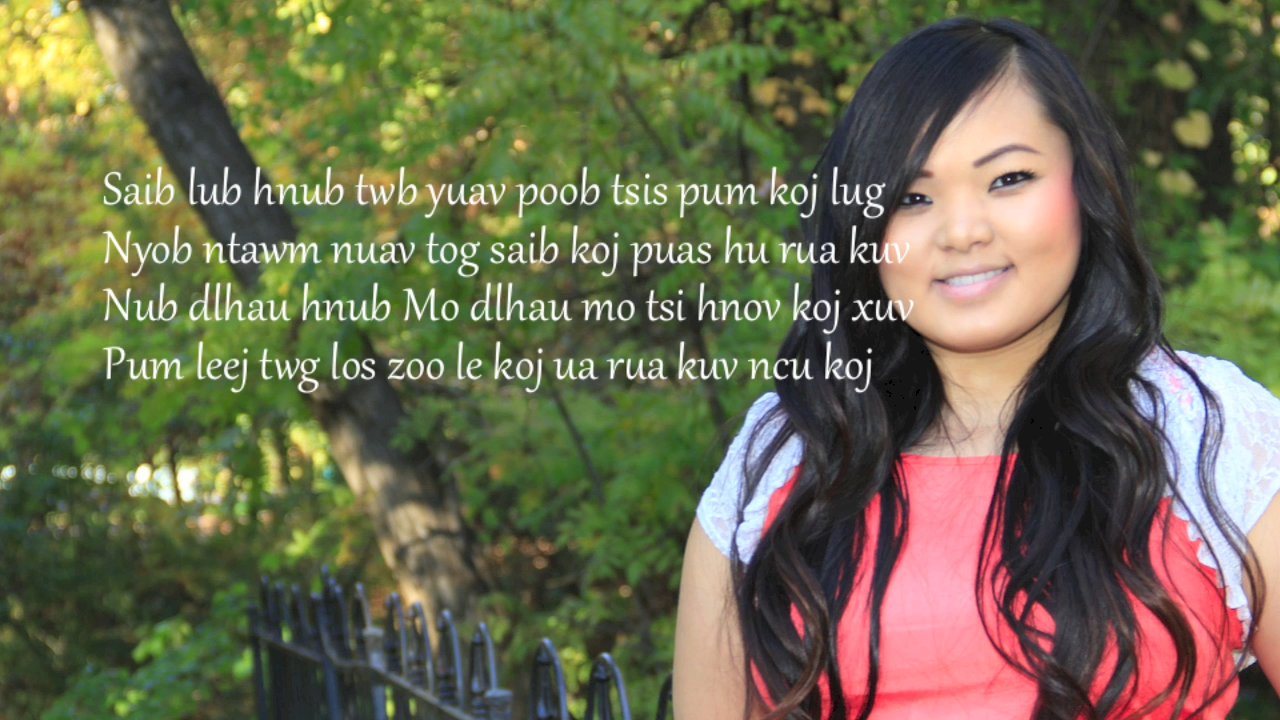 Saib lub hnub twb yuav poob tsis pum koj lug
Nyob ntawm nuav tog saib koj puas hu rua kuv
Nub dlhau hnub Mo dlhau mo tsi hnov koj xuv
Pum leej twg los zoo le koj ua rua kuv ncu koj